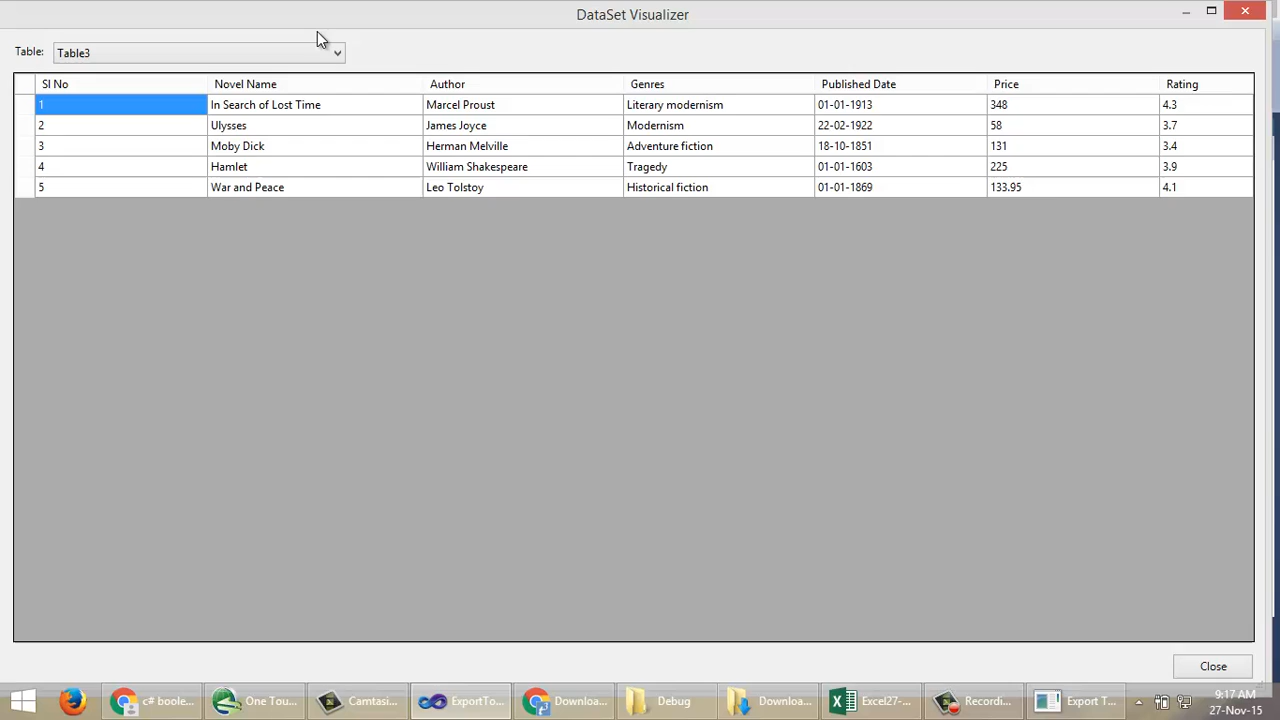 DataSet Visualizer
Table: Table3
Sl No Novel Name Author Genres Published Date Price Rating
1 In Search of Lost Time Marcel Proust Literary modernism 01-01-1913 348 4.3
2 Ulysses James Joyce Modernism 22-02-1922 58 3.7
3 Moby Dick Herman Melville Adventure fiction 18-10-1851 131 3.4
4 Hamlet William Shakespeare Tragedy 01-01-1603 225 3.9
5 War and Peace Leo Tolstoy Historical fiction 01-01-1869 133.95 4.1
Close
c# boole... One Tou... Camtasi... ExportTo... Downloa... Debug Downloa... Excel27-... Recordi... Export T... 9:17 AM
27-Nov-15